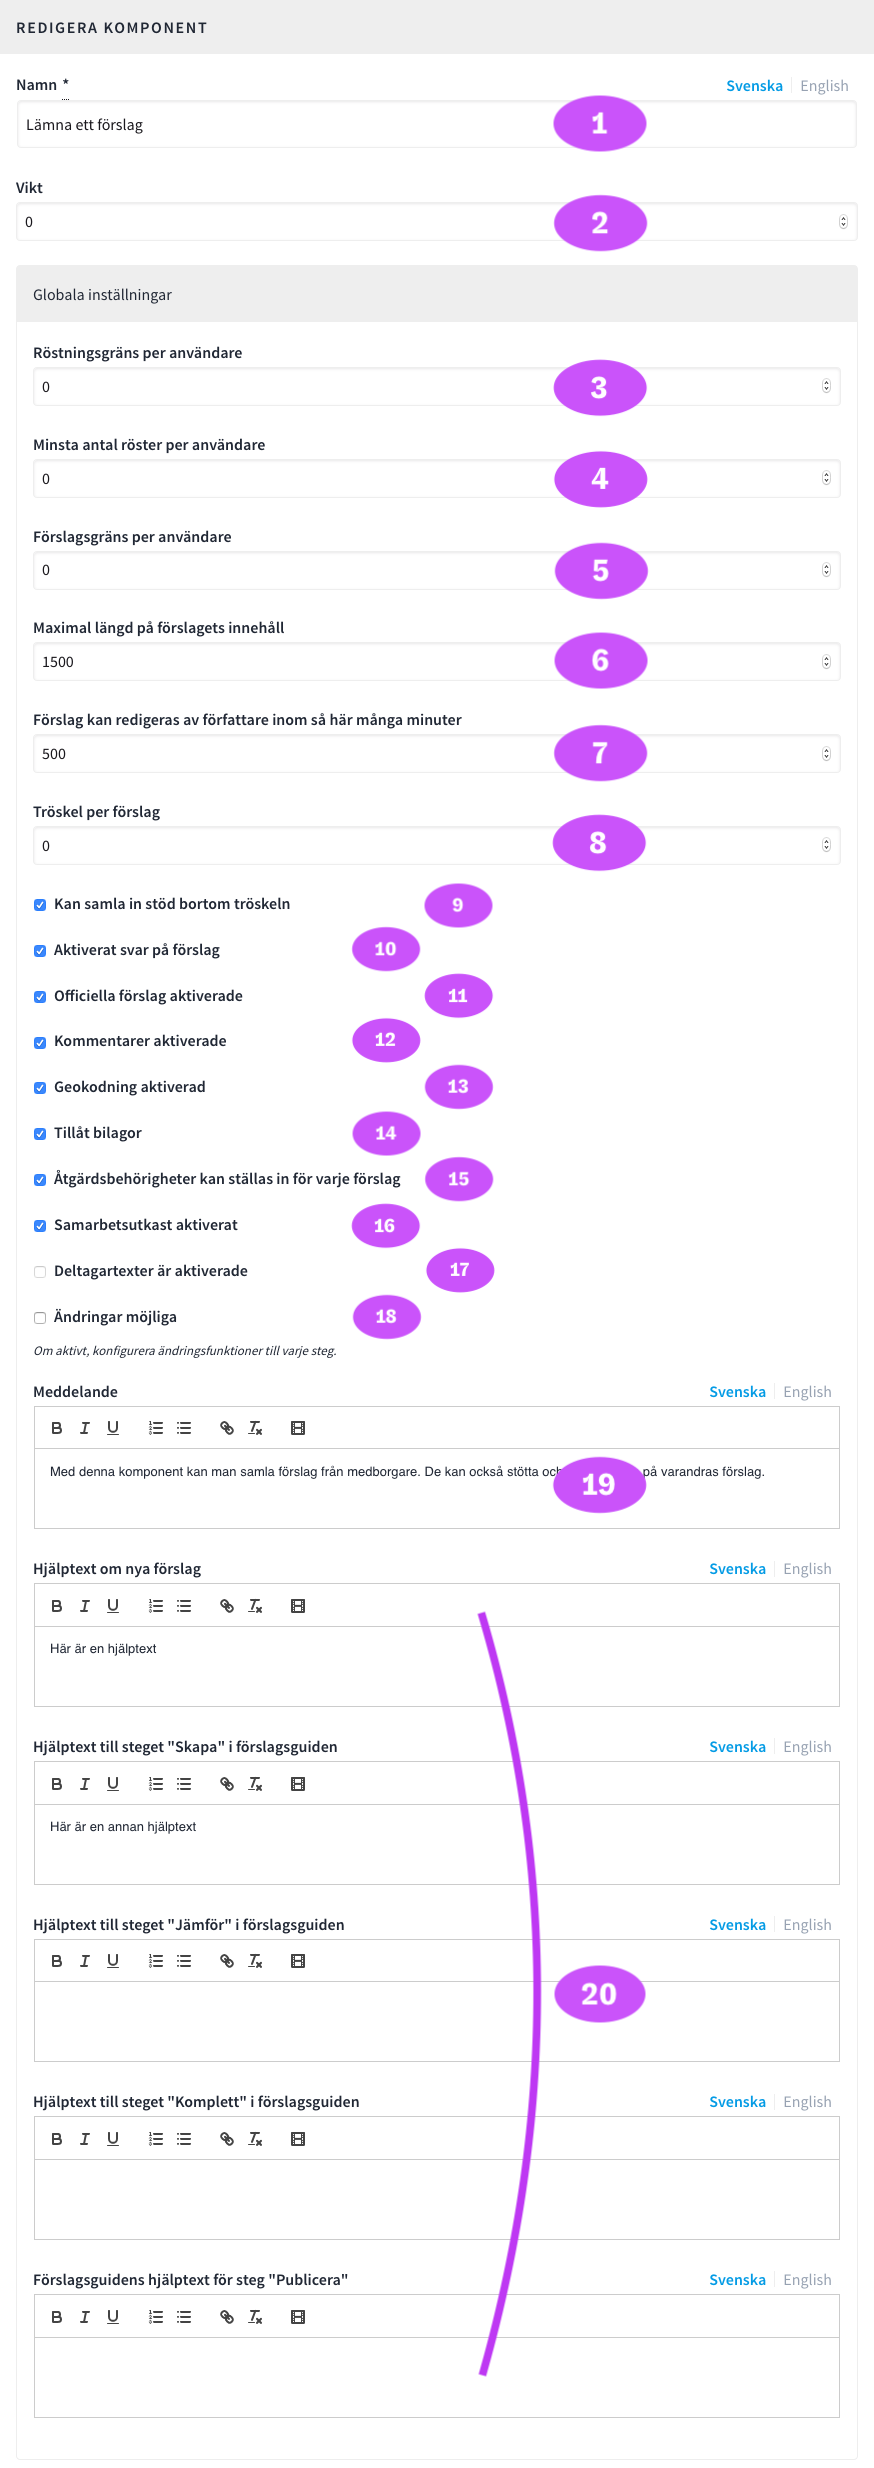 REDIGERA KOMPONENT
Namn *
Svenska English
Lämna ett förslag
1
Vikt
0
2
Globala inställningar
Röstningsgräns per användare
0
3
Minsta antal röster per användare
0
4
Förslagsgräns per användare
0
5
Maximal längd på förslagets innehåll
1500
6
Förslag kan redigeras av författare inom så här många minuter
500
7
Tröskel per förslag
0
8
Kan samla in stöd bortom tröskeln
9
Aktiverat svar på förslag
10
Officiella förslag aktiverade
11
Kommentarer aktiverade
12
Geokodning aktiverad
13
Tillåt bilagor
14
Åtgärdsbehörigheter kan ställas in för varje förslag
15
Samarbetsutkast aktiverat
16
Deltagartexter är aktiverade
17
Ändringar möjliga
18
Om aktivt, konfigurera ändringsfunktioner till varje steg.
Meddelande
Svenska English
Med denna komponent kan man samla förslag från medborgare. De kan också stötta på varandras förslag.
19
Hjälptext om nya förslag
Svenska English
Här är en hjälptext
Hjälptext till steget "Skapa" i förslagsguiden
Svenska English
Här är en annan hjälptext
Hjälptext till steget "Jämför" i förslagsguiden
Svenska English
20
Hjälptext till steget "Komplett" i förslagsguiden
Svenska English
Förslagsguidens hjälptext för steg "Publicera"
Svenska English